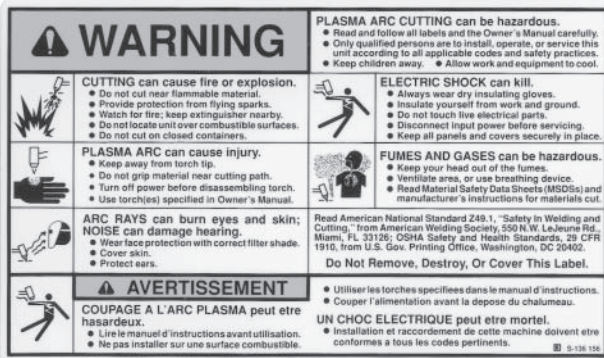 WARNING
PLASMA ARC CUTTING can be hazardous.
● Read and follow all labels and the Owner's Manual carefully.
● Only qualified persons are to install, operate, or service this
unit according to all applicable codes and safety practices.
● Keep children away. ● Allow work and equipment to cool.
CUTTING can cause fire or explosion.
● Do not cut near flammable material.
● Provide protection from flying sparks.
● Watch for fire; keep extinguisher nearby.
● Do not locate unit over combustible surfaces.
● Do not cut on closed containers.
ELECTRIC SHOCK can kill.
● Always wear dry insulating gloves.
● Insulate yourself from work and ground.
● Do not touch live electrical parts.
● Disconnect input power before servicing.
● Keep all panels and covers securely in place.
PLASMA ARC can cause injury.
● Keep away from torch tip.
● Do not grip material near cutting path.
● Turn off power before disassembling torch.
● Use torch(es) specified in Owner's Manual.
FUMES AND GASES can be hazardous.
● Keep your head out of the fumes.
● Ventilate area, or use breathing device.
● Read Material Safety Data Sheets (MSDSs) and
manufacturer's instructions for materials cut.
ARC RAYS can burn eyes and skin;
NOISE can damage hearing.
● Wear face protection with correct filter shade.
● Cover skin.
● Protect ears.
Read American National Standard Z49.1, "Safety In Welding and
Cutting," from American Welding Society, 550 N.W. LeJeune Rd.,
Miami, FL 33126; OSHA Safety and Health Standards, 29 CFR
1910, from U.S. Gov. Printing Office, Washington, DC 20402.
Do Not Remove, Destroy, Or Cover This Label.
AVERTISSEMENT
COUPAGE A L'ARC PLASMA peut etre
hasardeux.
● Lire le manuel d'instructions avant utilisation.
● Ne pas installer sur une surface combustible.
● Utiliser les torches specifiees dans le manuel d'instructions.
● Couper l'alimentation avant la depose du chalumeau.
UN CHOC ELECTRIQUE peut etre mortel.
● Installation et raccordement de cette machine doivent etre
conformes a tous les codes pertinents.
S-136 156